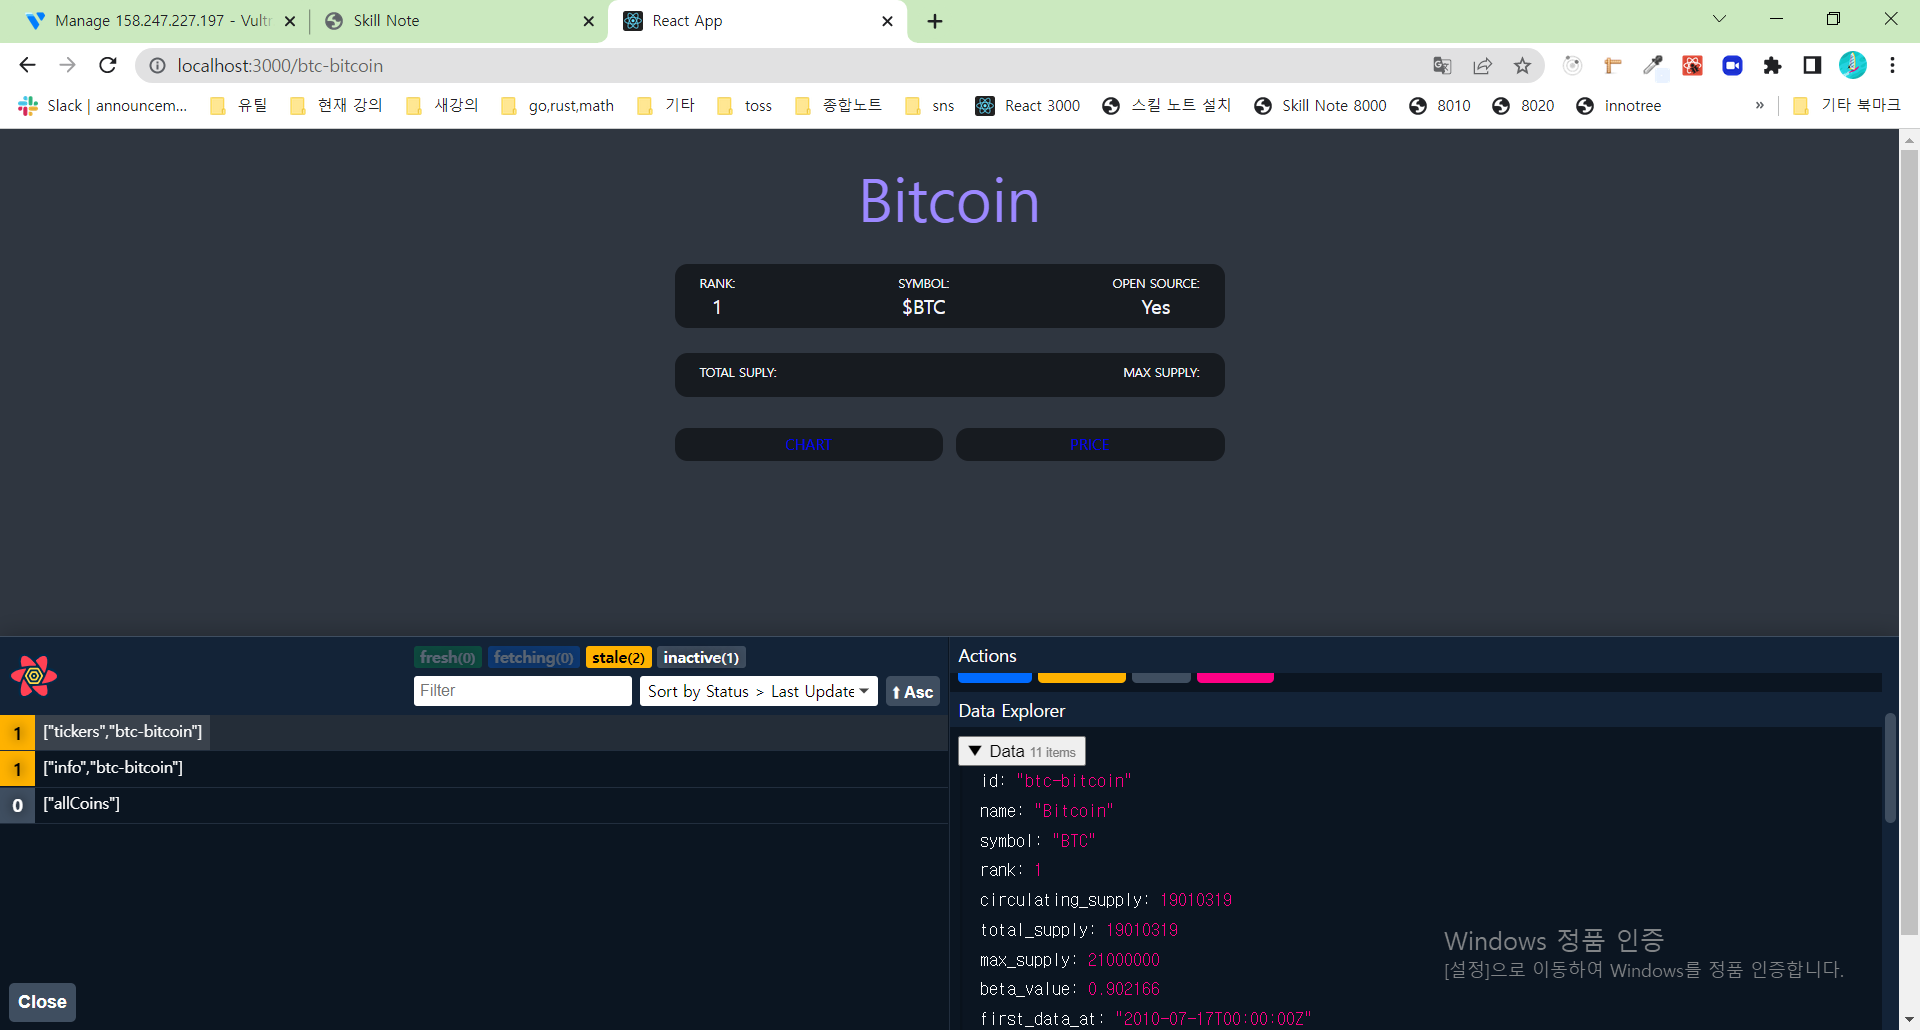 Manage 158.247.227.197 - Vultr
Skill Note
React App
localhost:3000/btc-bitcoin
Slack | announcem...
유틸
현재 강의
새강의
go,rust,math
기타
toss
종합노트
sns
React 3000
스킬 노트 설치
Skill Note 8000
8010
8020
innotree
»
기타 북마크
Bitcoin
RANK:
1
SYMBOL:
$BTC
OPEN SOURCE:
Yes
TOTAL SUPLY:
MAX SUPPLY:
CHART
PRICE
fresh(0)
fetching(0)
stale(2)
inactive(1)
Filter
Sort by Status > Last Update
Asc
1 ["tickers","btc-bitcoin"]
1 ["info","btc-bitcoin"]
0 ["allCoins"]
Close
Actions
Data Explorer
Data 11 items
id: "btc-bitcoin"
name: "Bitcoin"
symbol: "BTC"
rank: 1
circulating_supply: 19010319
total_supply: 19010319
max_supply: 21000000
beta_value: 0.902166
first_data_at: "2010-07-17T00:00:00Z"
Windows 정품 인증
[설정]으로 이동하여 Windows를 정품 인증합니다.